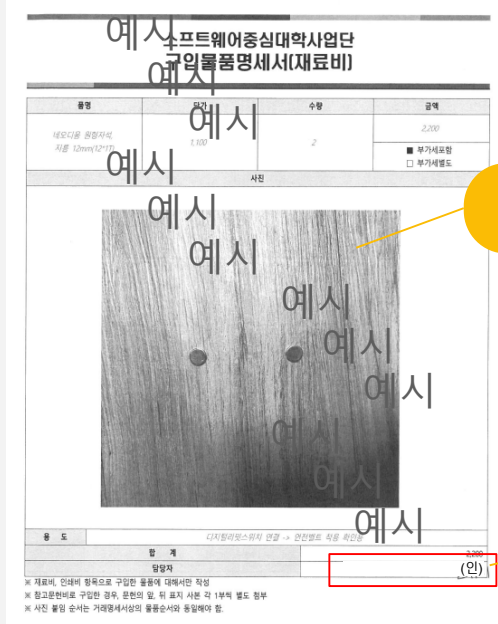 예시
소프트웨어중심대학사업단
구입물품명세서(재료비)
예시
품명 단가 수량 금액
예시
네오디움 원형자석,
지름 12mm(12*1T)
1,100
2
2,200
■ 부가세포함
□ 부가세별도
예시
사진
예시
예시
예시
예시
예시
예시
예시
예시
용 도 디지털리밋스위치 연결 -> 안전벨트 착용 확인용
합 계 2,200
담당자 (인)
※ 재료비, 인쇄비 항목으로 구입한 물품에 대해서만 작성
※ 참고문헌비로 구입한 경우, 문헌의 앞, 뒤 표지 사본 각 1부씩 별도 첨부
※ 사진 붙임 순서는 거래명세서상의 물품순서와 동일해야 함.